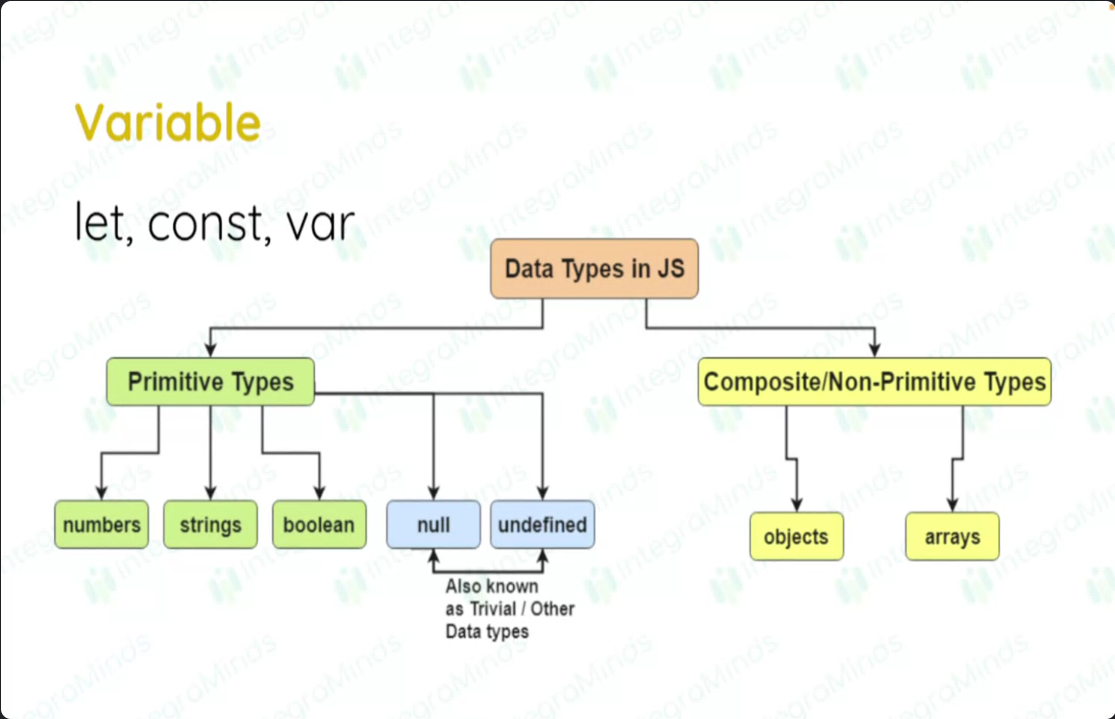 Variable
let, const, var
Data Types in JS
Primitive Types
Composite/Non-Primitive Types
numbers
strings
boolean
null
undefined
objects
arrays
Also known
as Trivial / Other
Data types
IntegraMinds